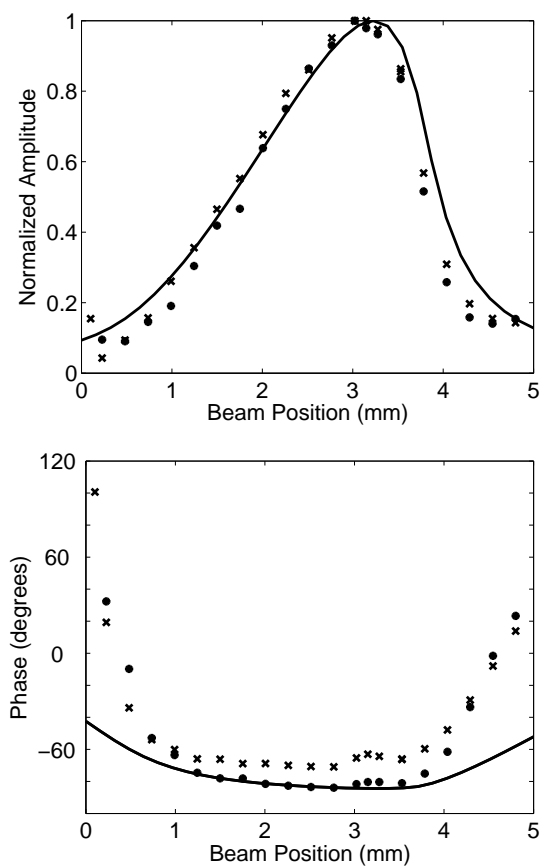 1
0.8
0.6
0.4
0.2
0
Normalized Amplitude
0 1 2 3 4 5
Beam Position (mm)
120
60
0
−60
Phase (degrees)
0 1 2 3 4 5
Beam Position (mm)